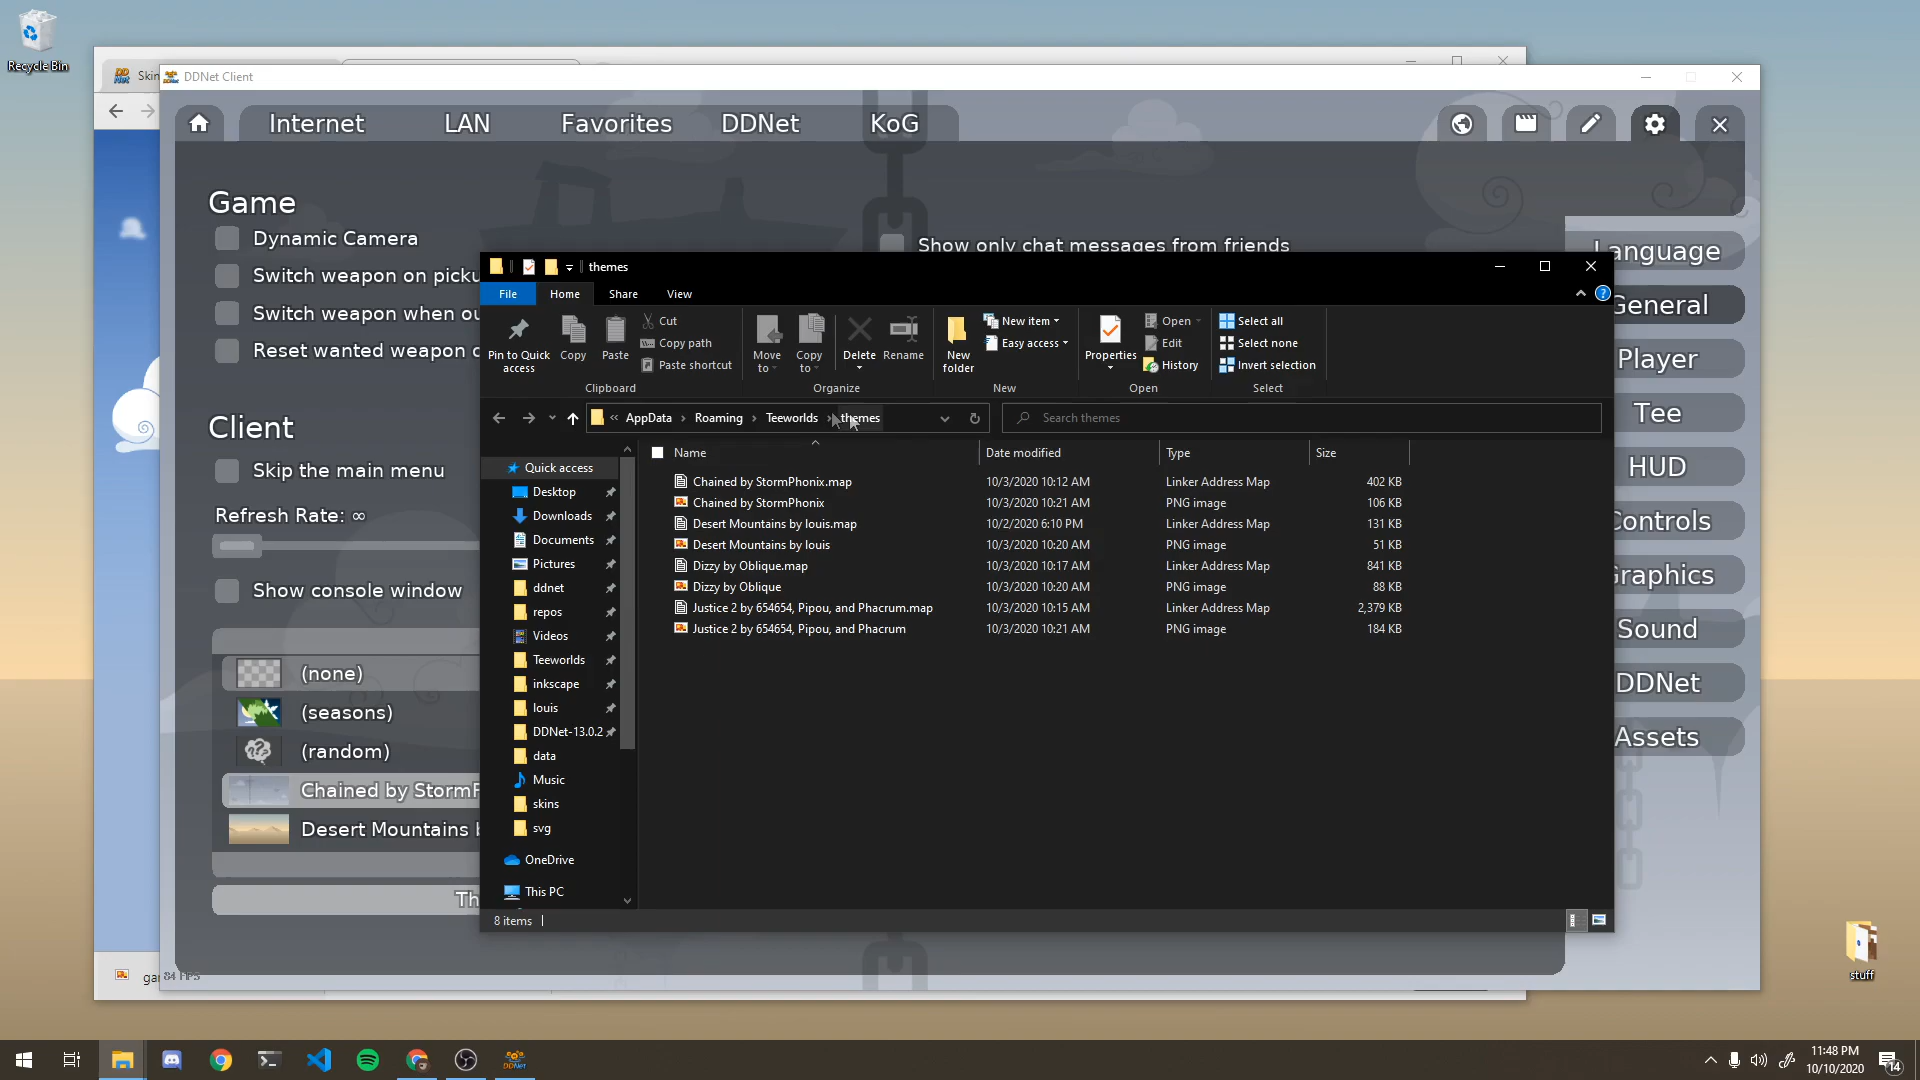 Recycle Bin
Skin
DDNet Client
Internet
LAN
Favorites
DDNet
KoG
Game
Dynamic Camera
Switch weapon on picku
Switch weapon when ou
Reset wanted weapon o
Show only chat messages from friends
Client
Skip the main menu
Refresh Rate: ∞
Show console window
(none)
(seasons)
(random)
Chained by StormP
Desert Mountains b
Th
84 FPS
Language
General
Player
Tee
HUD
Controls
Graphics
Sound
DDNet
Assets
themes
File
Home
Share
View
Pin to Quick access
Copy
Paste
Cut
Copy path
Paste shortcut
Clipboard
Move to
Copy to
Delete
Rename
Organize
New folder
New item
Easy access
New
Properties
Open
Edit
History
Open
Select all
Select none
Invert selection
Select
« AppData › Roaming › Teeworlds › themes
Search themes
Quick access
Desktop
Downloads
Documents
Pictures
ddnet
repos
Videos
Teeworlds
inkscape
louis
DDNet-13.0.2
data
Music
skins
svg
OneDrive
This PC
Name Date modified Type Size
Chained by StormPhonix.map 10/3/2020 10:12 AM Linker Address Map 402 KB
Chained by StormPhonix 10/3/2020 10:21 AM PNG image 106 KB
Desert Mountains by louis.map 10/2/2020 6:10 PM Linker Address Map 131 KB
Desert Mountains by louis 10/3/2020 10:20 AM PNG image 51 KB
Dizzy by Oblique.map 10/3/2020 10:17 AM Linker Address Map 841 KB
Dizzy by Oblique 10/3/2020 10:20 AM PNG image 88 KB
Justice 2 by 654654, Pipou, and Phacrum.map 10/3/2020 10:15 AM Linker Address Map 2,379 KB
Justice 2 by 654654, Pipou, and Phacrum 10/3/2020 10:21 AM PNG image 184 KB
8 items
stuff
11:48 PM
10/10/2020
14